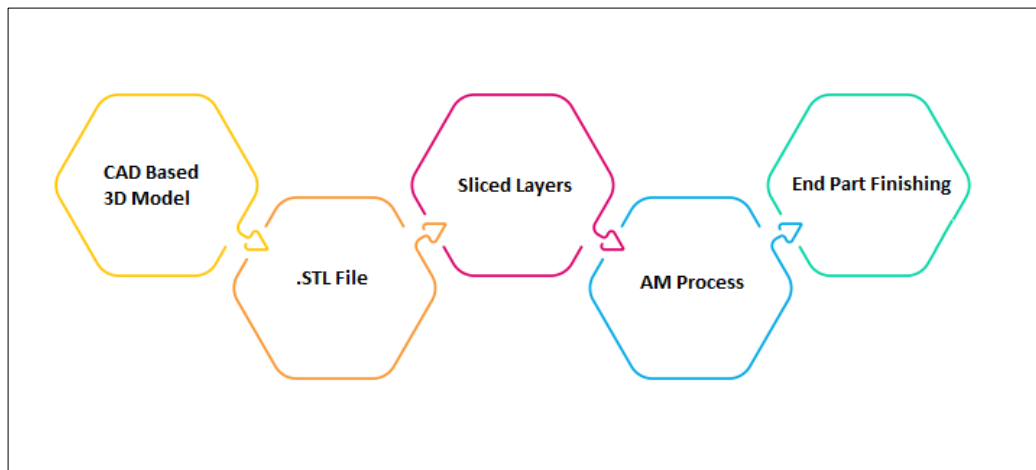 CAD Based
3D Model
.STL File
Sliced Layers
AM Process
End Part Finishing